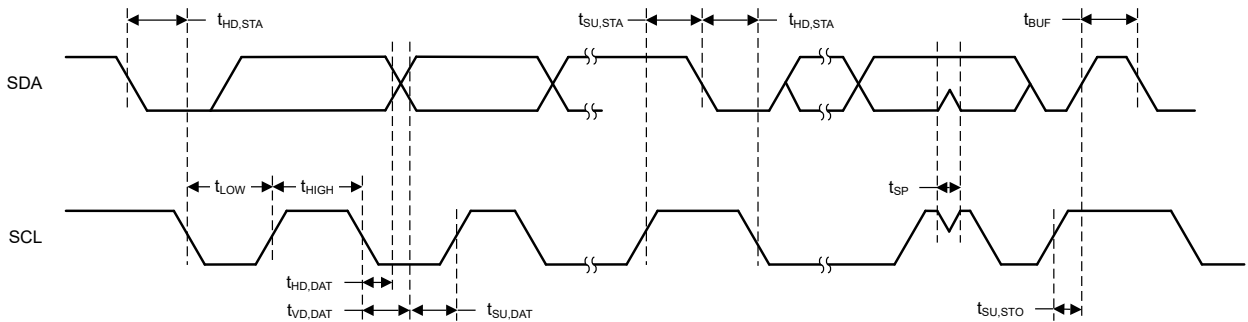 tHD,STA
tSU,STA
tHD,STA
tBUF
SDA
tLOW
tHIGH
tSP
SCL
tHD,DAT
tVD,DAT
tSU,DAT
tSU,STO